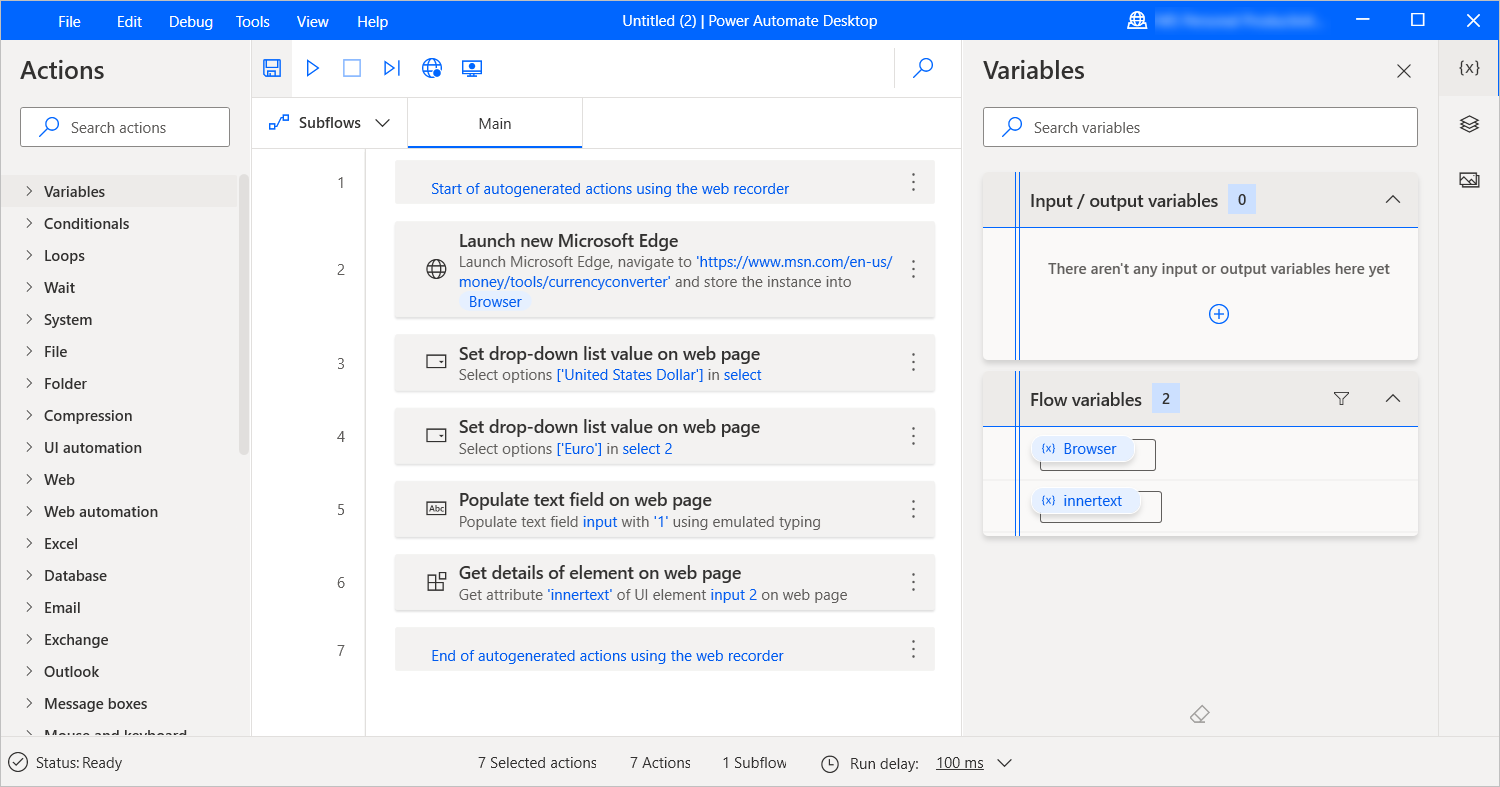 File Edit Debug Tools View Help
Untitled (2) | Power Automate Desktop
Actions
Search actions
Variables
Conditionals
Loops
Wait
System
File
Folder
Compression
UI automation
Web
Web automation
Excel
Database
Email
Exchange
Outlook
Message boxes
Mouse and keyboard
Subflows
Main
1
Start of autogenerated actions using the web recorder
2
Launch new Microsoft Edge
Launch Microsoft Edge, navigate to 'https://www.msn.com/en-us/
money/tools/currencyconverter' and store the instance into
Browser
3
Set drop-down list value on web page
Select options ['United States Dollar'] in select
4
Set drop-down list value on web page
Select options ['Euro'] in select 2
5
Abc
Populate text field on web page
Populate text field input with '1' using emulated typing
6
Get details of element on web page
Get attribute 'innertext' of UI element input 2 on web page
7
End of autogenerated actions using the web recorder
Variables
{x}
Search variables
Input / output variables 0
There aren't any input or output variables here yet
Flow variables 2
{x} Browser
{x} innertext
Status: Ready
7 Selected actions
7 Actions
1 Subflow
Run delay: 100 ms